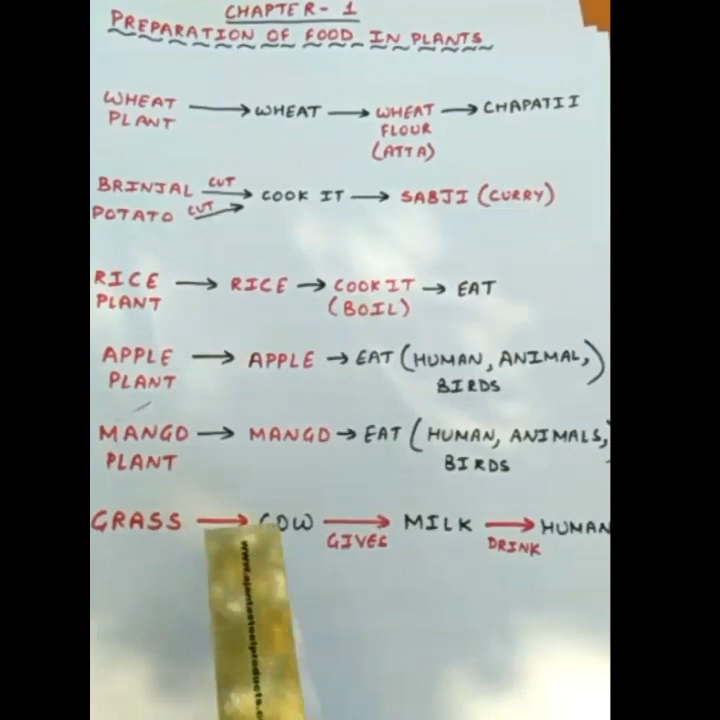 CHAPTER - 1
PREPARATION OF FOOD IN PLANTS
WHEAT PLANT → WHEAT → WHEAT FLOUR (ATTA) → CHAPATII
BRINJAL CUT → COOK IT → SABJI (CURRY)
POTATO CUT →
RICE PLANT → RICE → COOK IT (BOIL) → EAT
APPLE PLANT → APPLE → EAT (HUMAN, ANIMAL, BIRDS)
MANGO PLANT → MANGO → EAT (HUMAN, ANIMALS, BIRDS
GRASS → COW → GIVES MILK → DRINK HUMAN